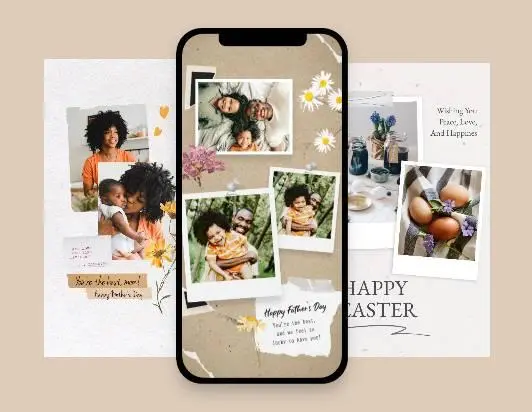 You're the best, mom!
Happy Mother's Day
Happy Father's Day
You're the best,
and we feel so
lucky to have you!
Wishing You
Peace, Love,
And Happines
HAPPY
EASTER